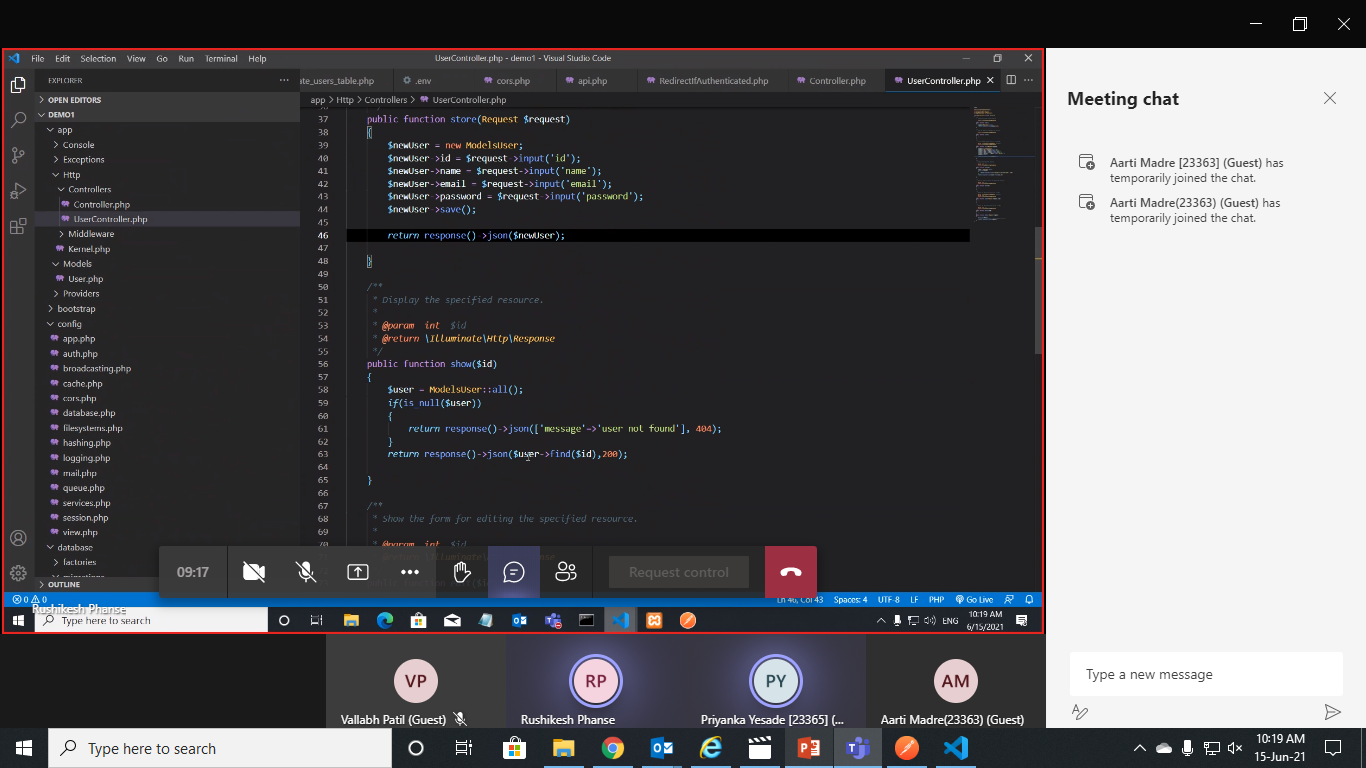 File Edit Selection View Go Run Terminal Help
UserController.php - demo1 - Visual Studio Code
EXPLORER
te_users_table.php
.env
cors.php
api.php
RedirectIfAuthenticated.php
Controller.php
UserController.php
app > Http > Controllers > UserController.php
OPEN EDITORS
DEMO1
app
Console
Exceptions
Http
Controllers
Controller.php
UserController.php
Middleware
Kernel.php
Models
User.php
Providers
bootstrap
config
app.php
auth.php
broadcasting.php
cache.php
cors.php
database.php
filesystems.php
hashing.php
logging.php
mail.php
queue.php
services.php
session.php
view.php
database
factories
OUTLINE
37 public function store(Request $request)
38 {
39 $newUser = new ModelsUser;
40 $newUser->id = $request->input('id');
41 $newUser->name = $request->input('name');
42 $newUser->email = $request->input('email');
43 $newUser->password = $request->input('password');
44 $newUser->save();
45
46 return response()->json($newUser);
47
48 }
49
50 /**
51 * Display the specified resource.
52 *
53 * @param int $id
54 * @return \Illuminate\Http\Response
55 */
56 public function show($id)
57 {
58 $user = ModelsUser::all();
59 if(is_null($user))
60 {
61 return response()->json(['message'=>'user not found'], 404);
62 }
63 return response()->json($user->find($id),200);
64
65 }
66
67 /**
68 * Show the form for editing the specified resource.
69 *
70 * @param int $id
09:17
Request control
0 0
Ln 46, Col 43 Spaces: 4 UTF-8 LF PHP Go Live
Rushikesh Phanse
Type here to search
ENG
10:19 AM
6/15/2021
VP
RP
PY
AM
Vallabh Patil (Guest)
Rushikesh Phanse
Priyanka Yesade [23365] (...
Aarti Madre(23363) (Guest)
Meeting chat
Aarti Madre [23363] (Guest) has
temporarily joined the chat.
Aarti Madre(23363) (Guest) has
temporarily joined the chat.
Type a new message
Type here to search
10:19 AM
15-Jun-21